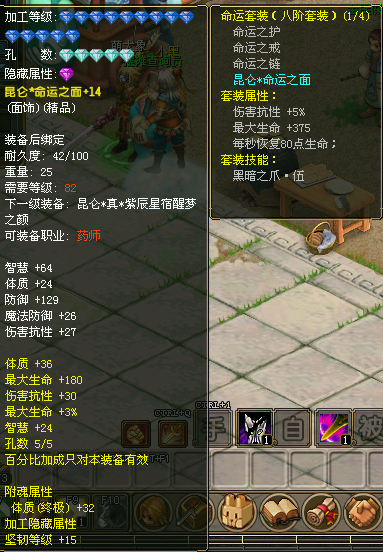 加工等级:
孔    数:
隐藏属性:
昆仑*命运之面+14
(面饰)(精品)
装备后绑定
耐久度: 42/100
重量: 25
需要等级: 82
下一级装备: 昆仑*真*紫辰星宿醒梦
之颜
可装备职业: 药师
智慧 +64
体质 +24
防御 +129
魔法防御 +26
伤害抗性 +27
体质 +36
最大生命 +180
伤害抗性 +30
最大生命 +3%
智慧 +24
孔数 5/5
百分比加成只对本装备有效
附魂属性
体质(终极) +32
加工隐藏属性
坚韧等级 +15
命运套装(八阶套装)(1/4)
命运之护
命运之戒
命运之链
昆仑*命运之面
套装属性:
伤害抗性 +5%
最大生命 +375
每秒恢复80点生命;
套装技能:
黑暗之爪·伍
CTRL+Q
CTRL+1
手
自
1
1
被
F9
F10